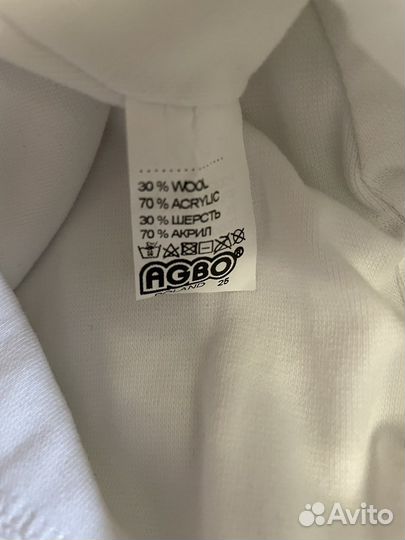 30 % WOOL
70 % ACRYLIC
30 % ШЕРСТЬ
70 % АКРИЛ
AGBO®
POLAND 25
Avito